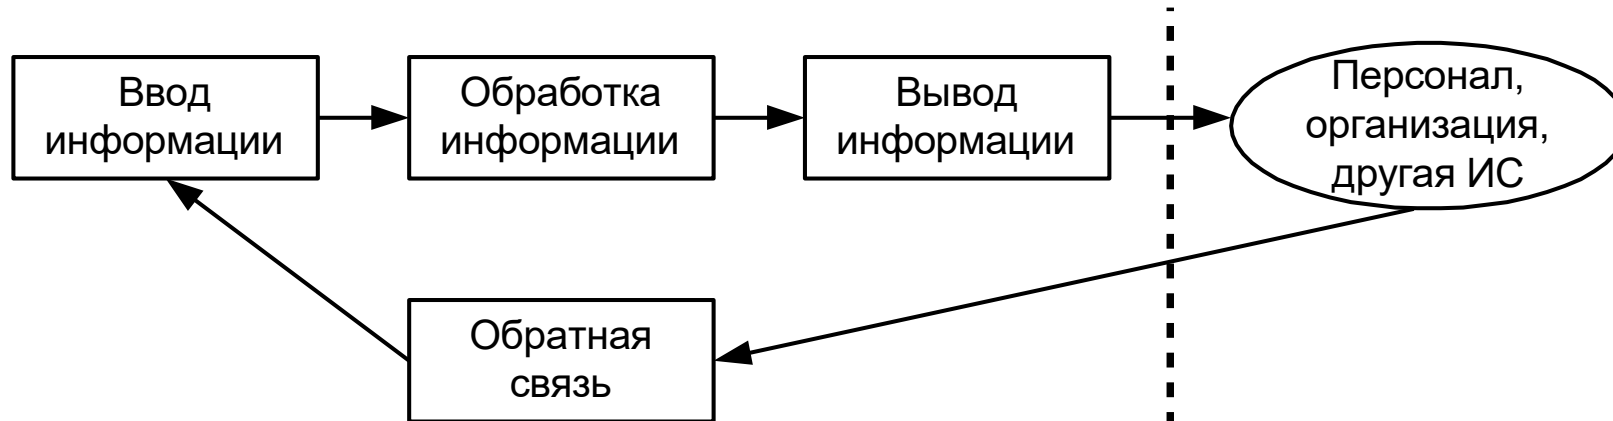 Ввод
информации
Обработка
информации
Вывод
информации
Персонал,
организация,
другая ИС
Обратная
связь